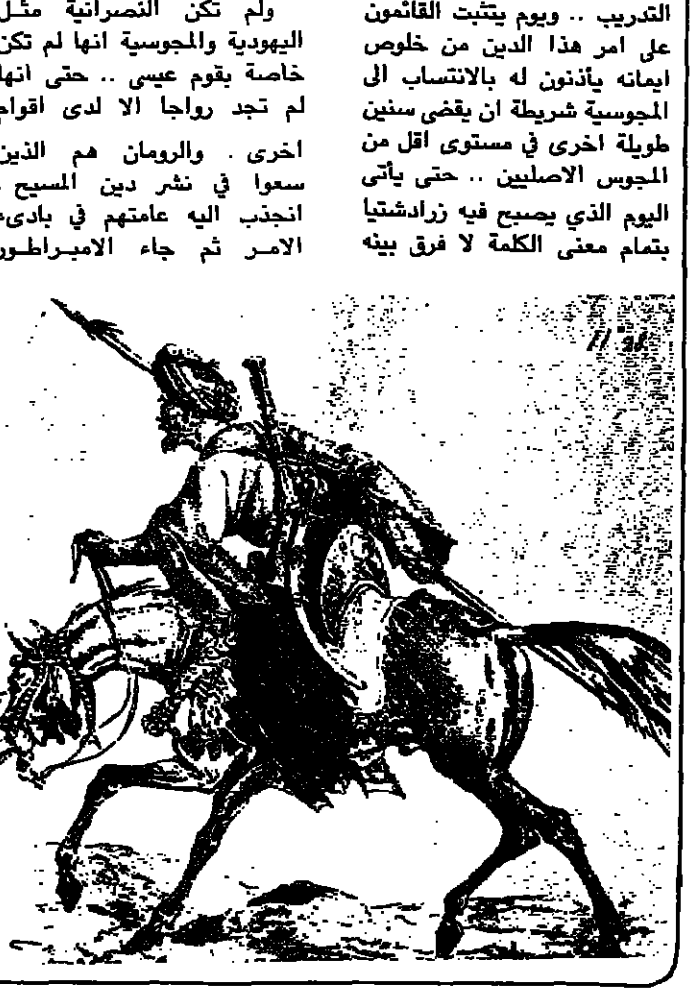 التدريب .. ويوم يتثبت القائمون
على امر هذا الدين من خلوص
ايمانه يأذنون له بالانتساب الى
المجوسية شريطة ان يقضى سنين
طويلة اخرى في مستوى اقل من
المجوس الاصليين .. حتى يأتى
اليوم الذي يصبح فيه زرادشتيا
بتمام معنى الكلمة لا فرق بينه
ولم تكن النصرانية مثل
اليهودية والمجوسية انها لم تكن
خاصة بقوم عيسى .. حتى انها
لم تجد رواجا الا لدى اقوام
اخرى . والرومان هم الذين
سعوا في نشر دين المسيح .
انجذب اليه عامتهم في بادىء
الامر ثم جاء الامبراطور